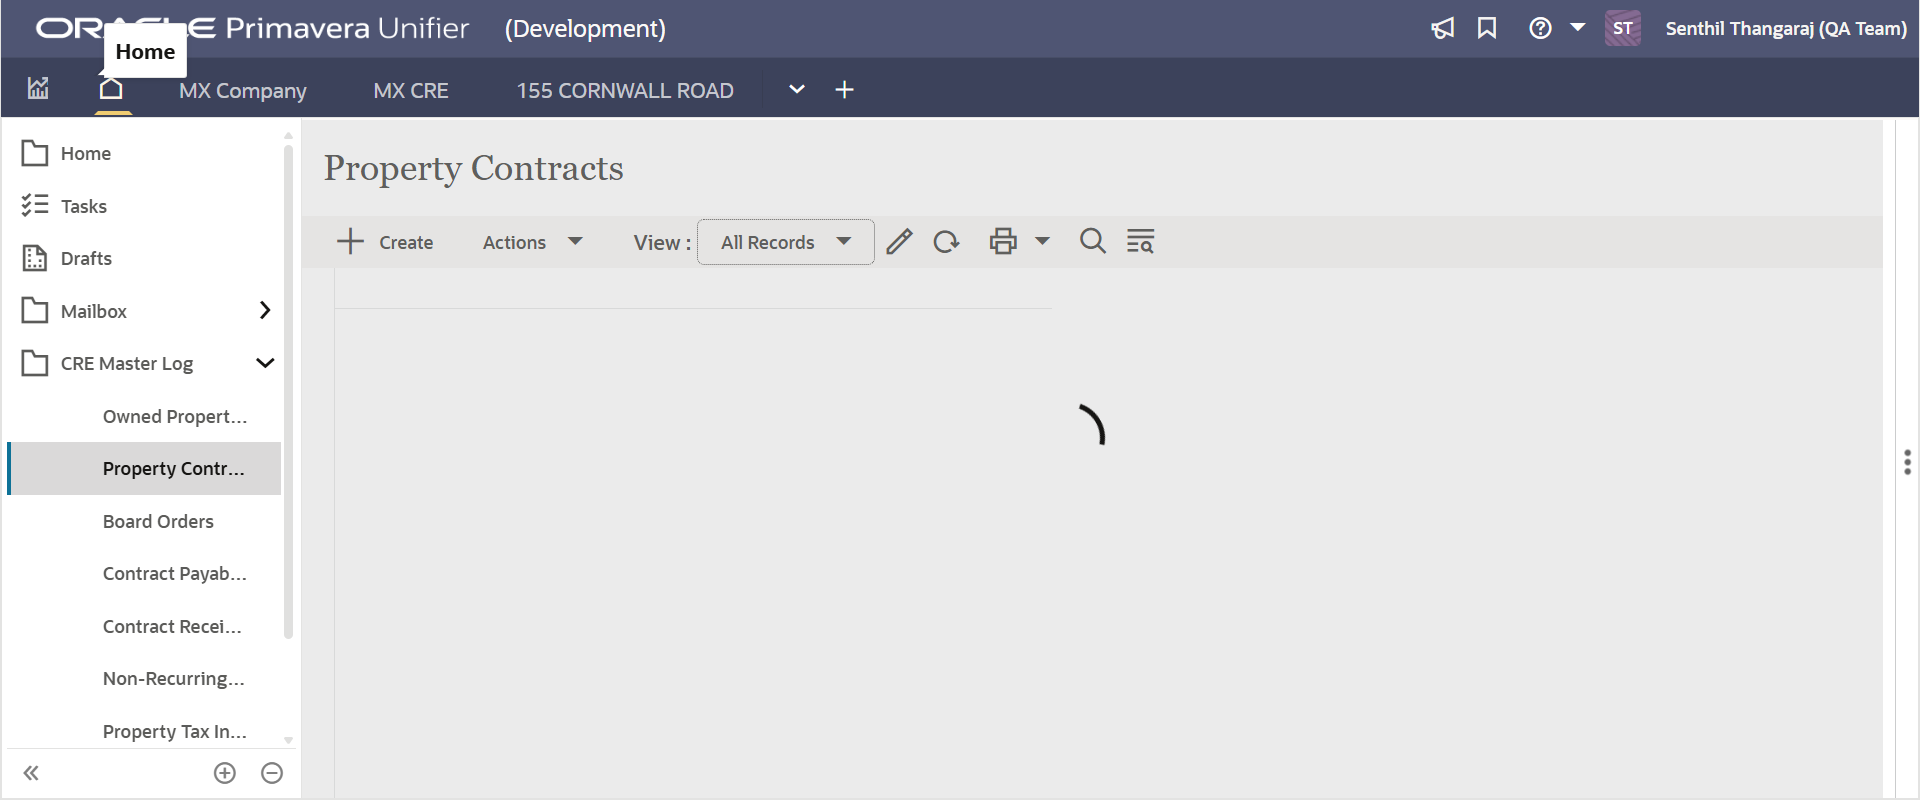 ORACLE Primavera Unifier (Development)
ST Senthil Thangaraj (QA Team)
Home
MX Company MX CRE 155 CORNWALL ROAD
Home
Tasks
Drafts
Mailbox
CRE Master Log
Owned Propert...
Property Contr...
Board Orders
Contract Payab...
Contract Recei...
Non-Recurring...
Property Tax In...
Property Contracts
Create Actions View : All Records